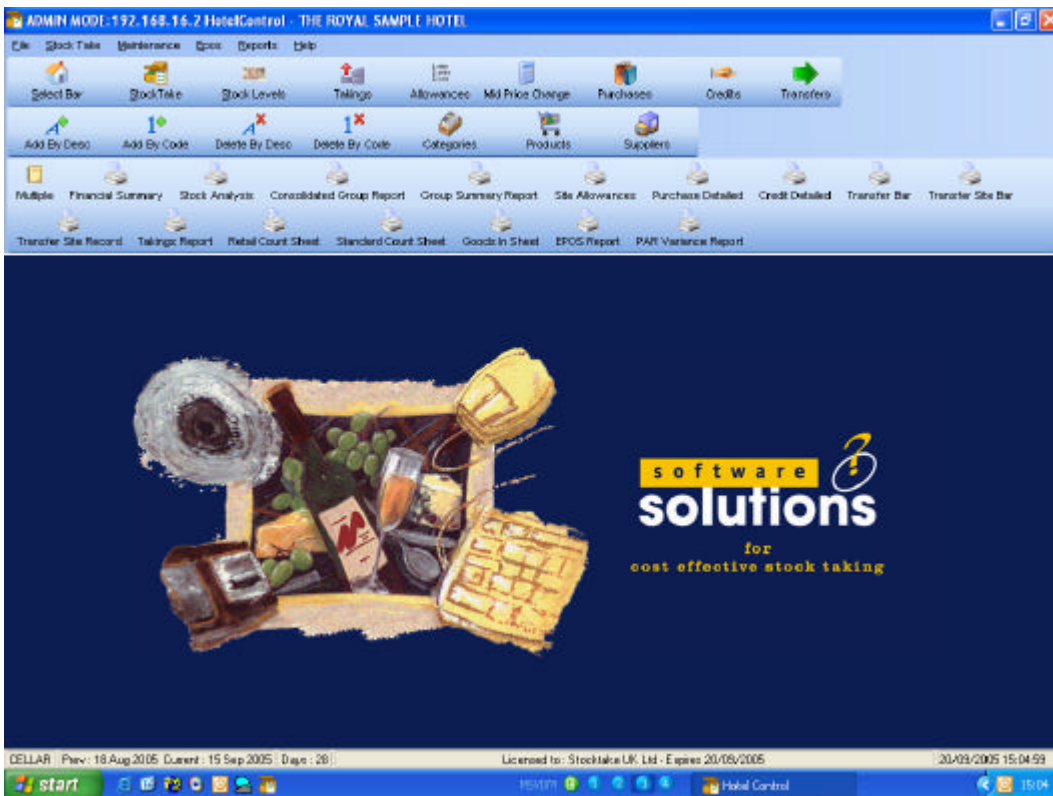 ADMIN MODE:192.168.16.2 HotelControl - THE ROYAL SAMPLE HOTEL
File Stock Take Maintenance Epos Reports Help
Select Bar StockTake Stock Levels Takings Allowances Mid Price Change Purchases Credits Transfers
Add By Desc Add By Code Delete By Desc Delete By Code Categories Products Suppliers
Multiple Financial Summary Stock Analysis Consolidated Group Report Group Summary Report Site Allowances Purchase Detailed Credit Detailed Transfer Bar Transfer Site Bar
Transfer Site Record Takings Report Retail Count Sheet Standard Count Sheet Goods In Sheet EPOS Report PAR Variance Report
software
solutions
for
cost effective stock taking
CELLAR Prev : 18 Aug 2005 Current : 15 Sep 2005 Days : 28 Licensed to: Stocktake UK Ltd - Expires 20/09/2005 20/09/2005 15:04:59
start Hotel Control 15:04